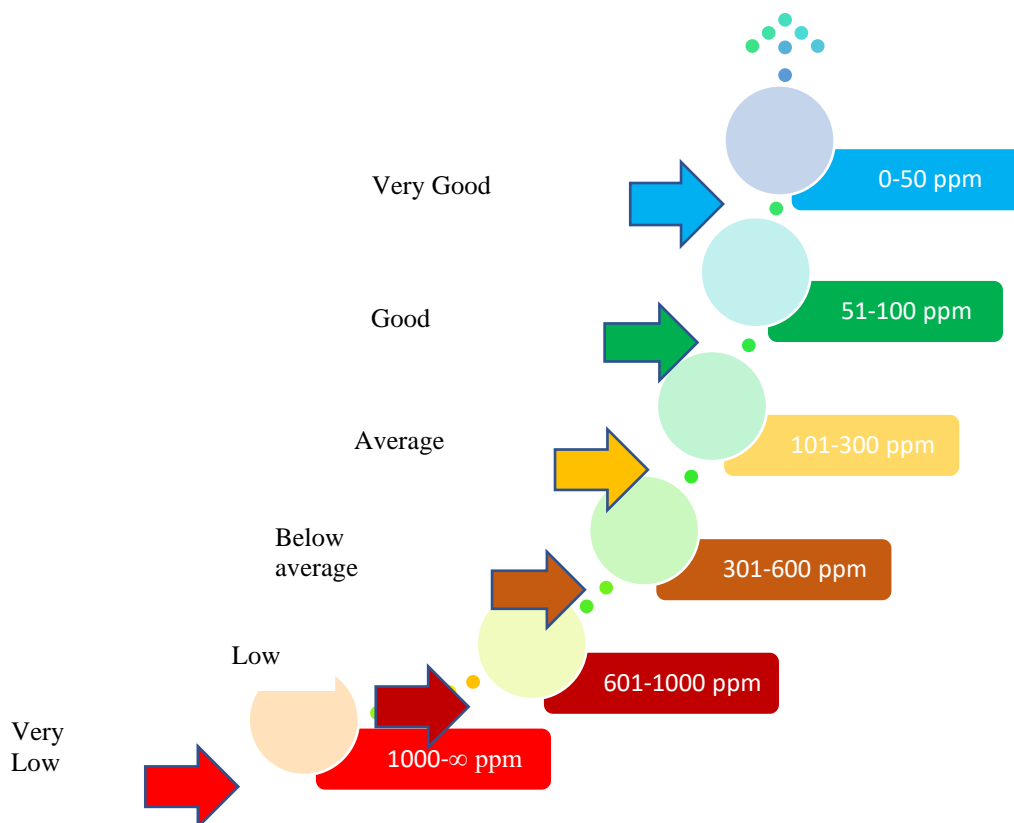 Very Good
0-50 ppm
Good
51-100 ppm
Average
101-300 ppm
Below
average
301-600 ppm
Low
601-1000 ppm
Very
Low
1000-∞ ppm